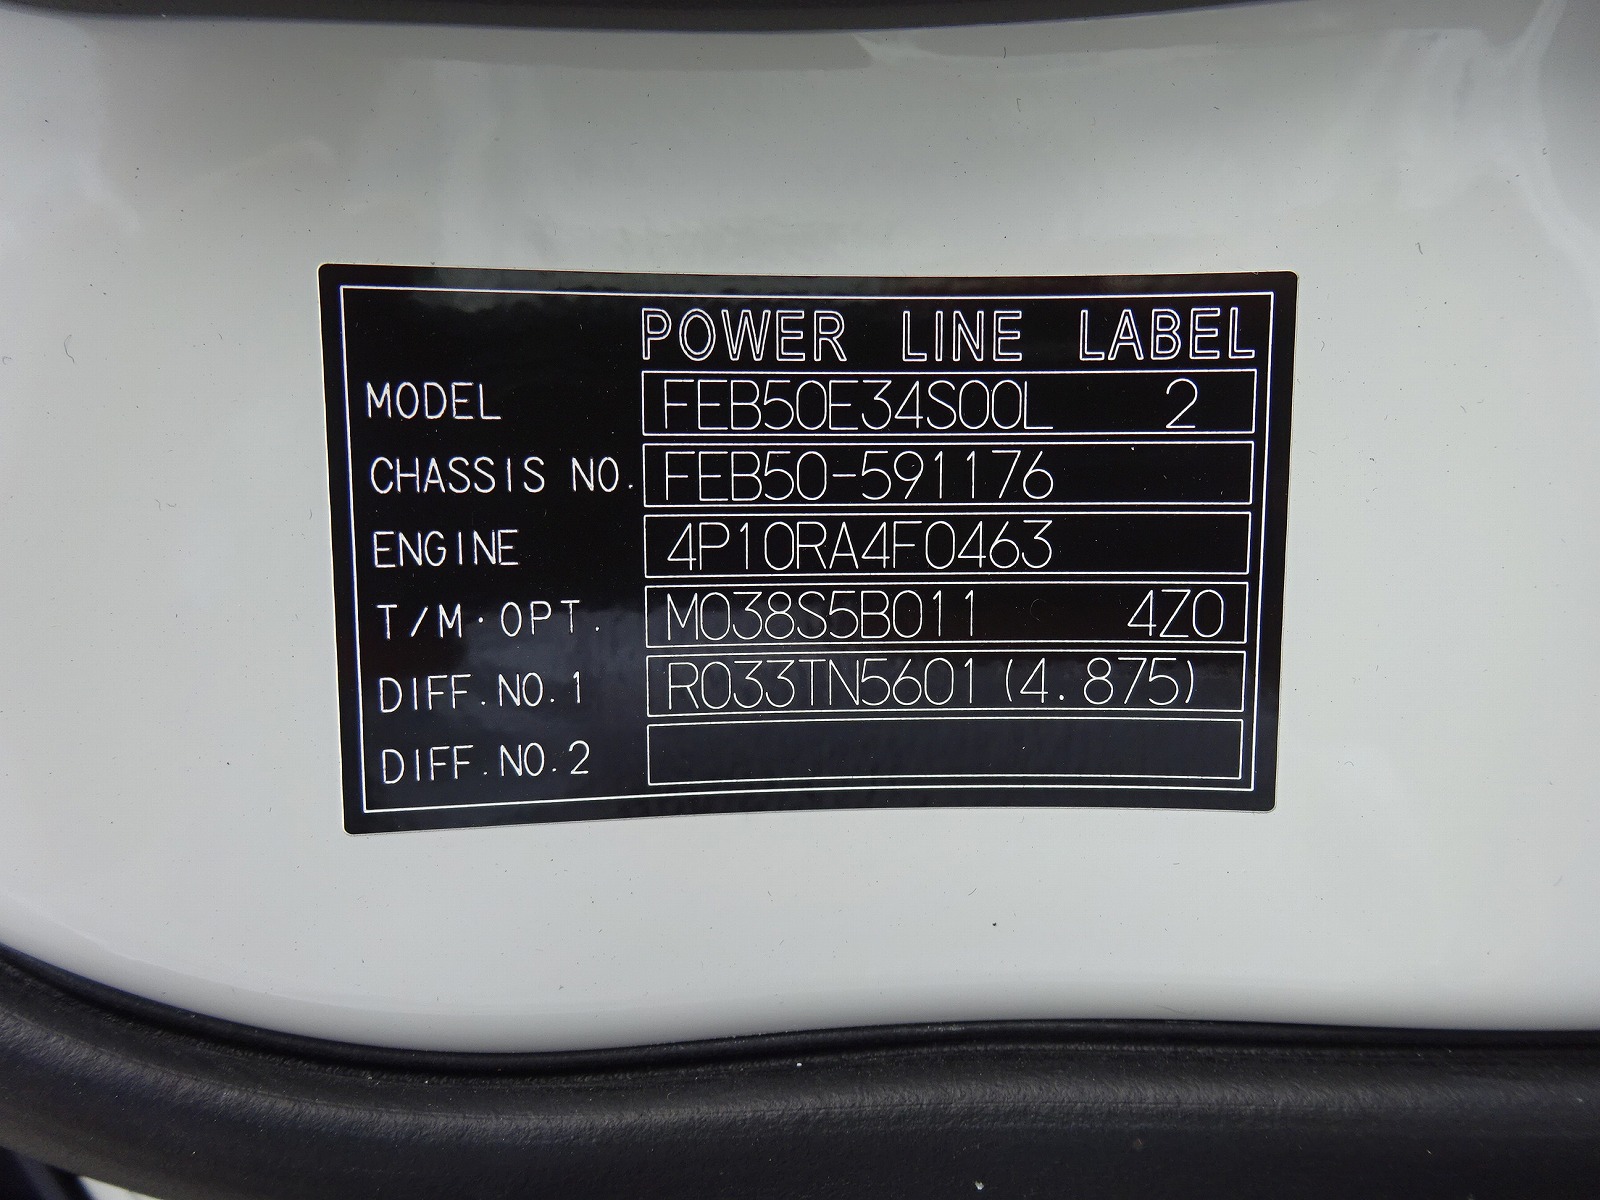 POWER LINE LABEL
MODEL FEB50E34S00L 2
CHASSIS NO. FEB50-591176
ENGINE 4P10RA4F0463
T/M·OPT. M038S5B011 4Z0
DIFF.NO.1 R033TN5601(4.875)
DIFF.NO.2